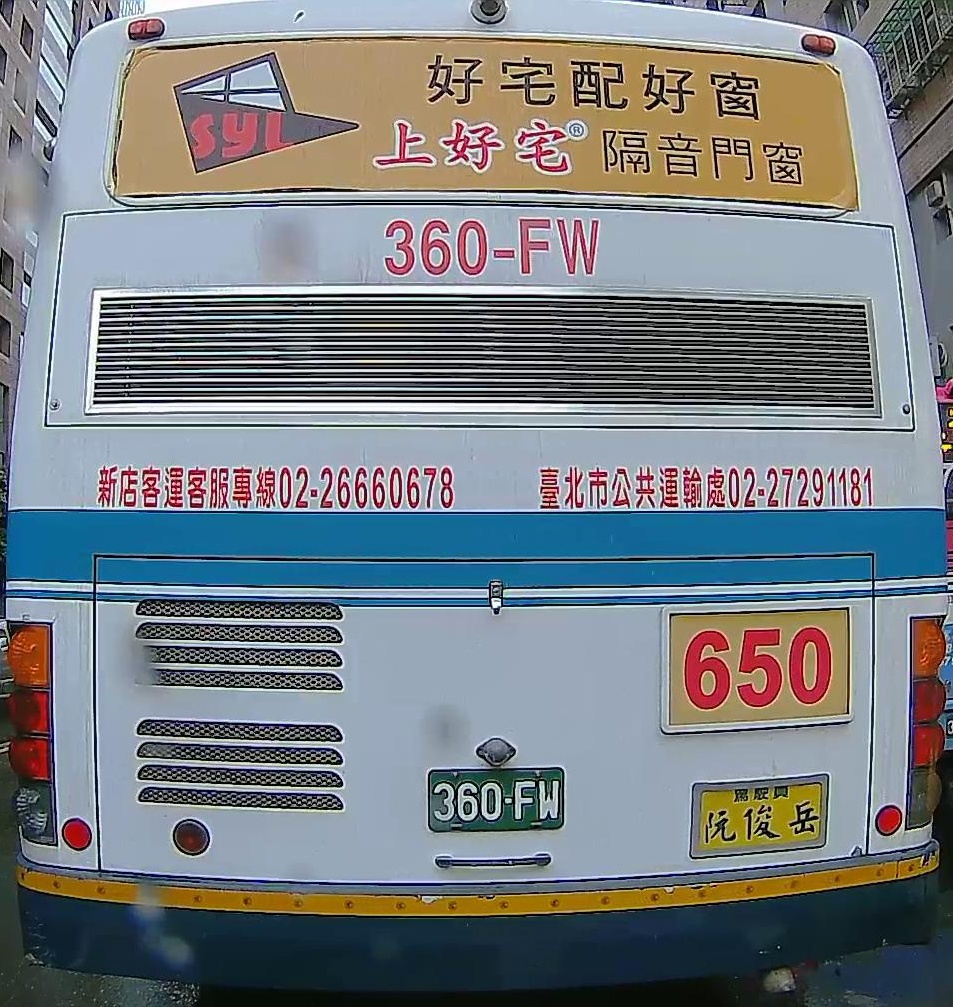 好宅配好窗
SYL
上好宅® 隔音門窗
360-FW
新店客運客服專線02-26660678
臺北市公共運輸處02-27291181
650
360-FW
駕駛員
阮俊岳